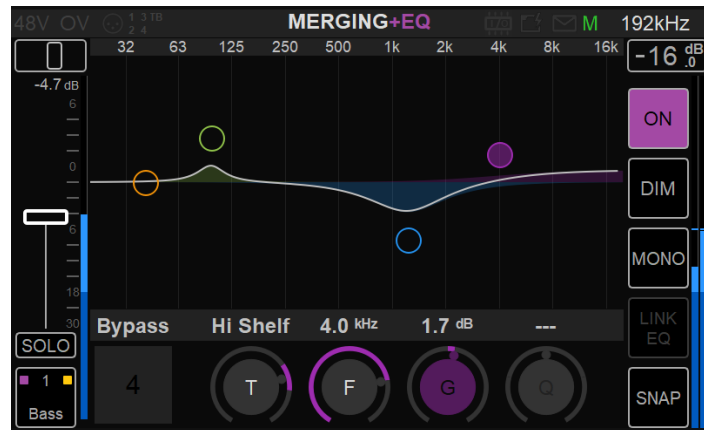 48V OV 1 3 TB MERGING+EQ M 192kHz
2 4
32 63 125 250 500 1k 2k 4k 8k 16k -16 dB .0
-4.7 dB
6
ON
0
DIM
6
MONO
18
30 Bypass Hi Shelf 4.0 kHz 1.7 dB --- LINK EQ
SOLO
4 T F G Q
1
SNAP
Bass